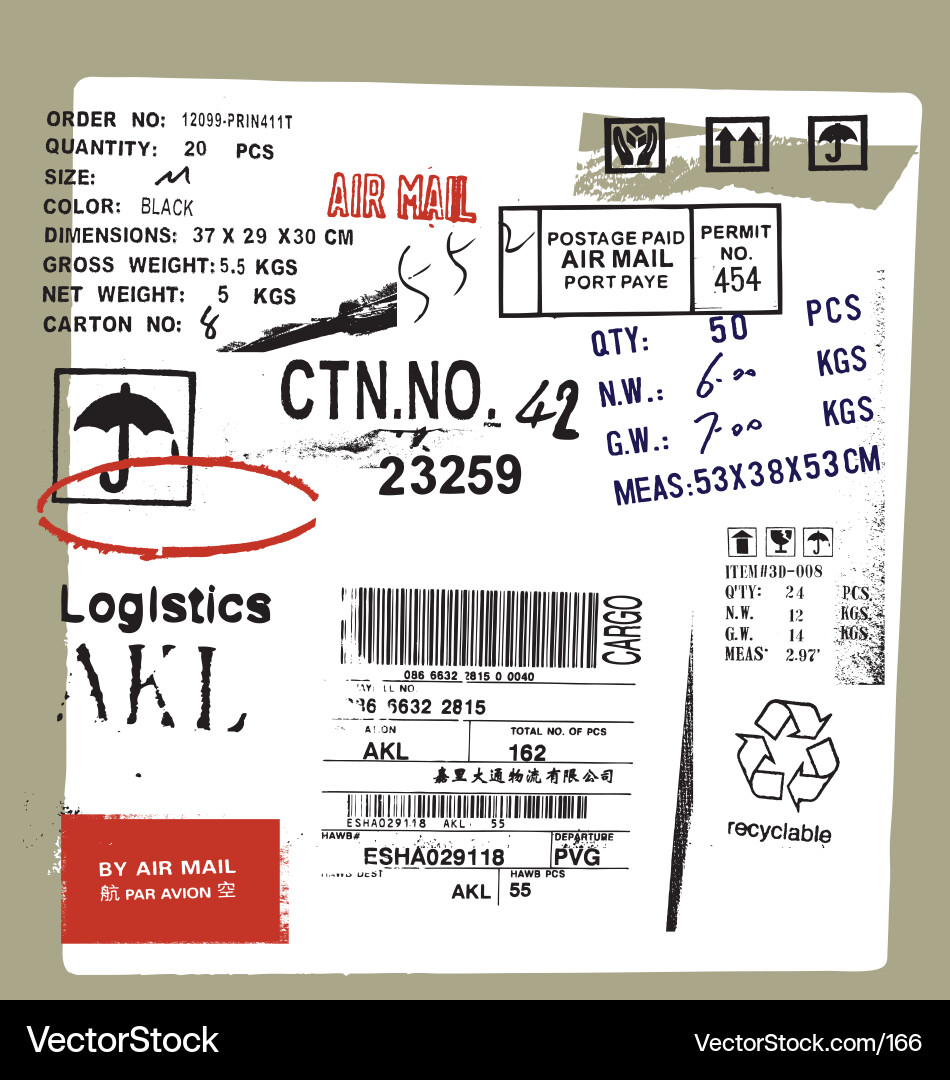 ORDER NO: 12099-PRIN411T
QUANTITY: 20 PCS
SIZE: M
COLOR: BLACK
DIMENSIONS: 37 X 29 X30 CM
GROSS WEIGHT: 5.5 KGS
NET WEIGHT: 5 KGS
CARTON NO: 8
AIR MAIL
55
2
POSTAGE PAID
AIR MAIL
PORT PAYE
PERMIT
NO.
454
QTY: 50 PCS
N.W.: 6.00 KGS
G.W.: 7.00 KGS
MEAS:53X38X53CM
CTN.NO. 42
FORM
23259
ITEM#3D-008
Q'TY: 24 PCS.
N.W. 12 KGS.
G.W. 14 KGS.
MEAS' 2.97'
Logistics
AKL
CARGO
086 6632 2815 0 0040
NO.
6632 2815
AKL
TOTAL NO. OF PCS
162
嘉里大通物流有限公司
ESHA029118 AKL 55
HAWB#
ESHA029118
DEPARTURE
PVG
HAWB DEST
AKL
HAWB PCS
55
recyclable
BY AIR MAIL
航 PAR AVION 空
VectorStock
VectorStock.com/166